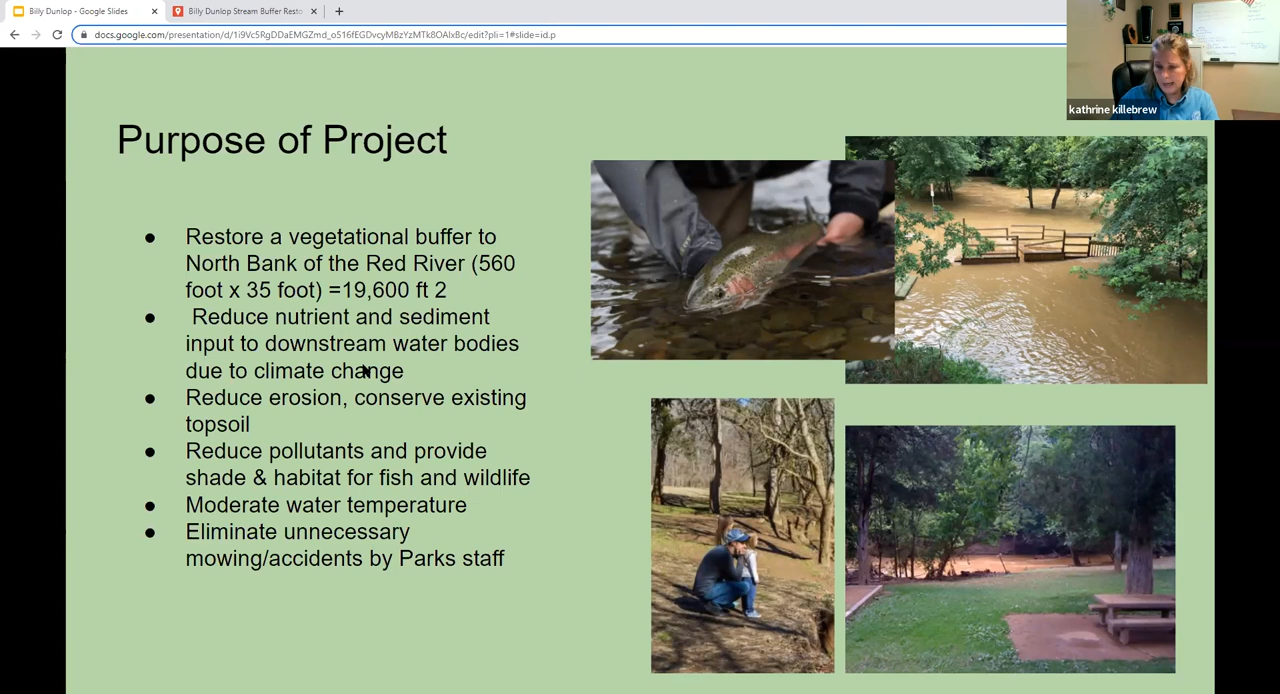 Billy Dunlop - Google Slides
Billy Dunlop Stream Buffer Resto
docs.google.com/presentation/d/1i9Vc5RgDDaEMGZmd_o516fEGDvcyMBzYzMTk8OAlxBc/edit?pli=1#slide=id.p
kathrine killebrew
Purpose of Project
● Restore a vegetational buffer to
North Bank of the Red River (560
foot x 35 foot) =19,600 ft 2
● Reduce nutrient and sediment
input to downstream water bodies
due to climate change
● Reduce erosion, conserve existing
topsoil
● Reduce pollutants and provide
shade & habitat for fish and wildlife
● Moderate water temperature
● Eliminate unnecessary
mowing/accidents by Parks staff